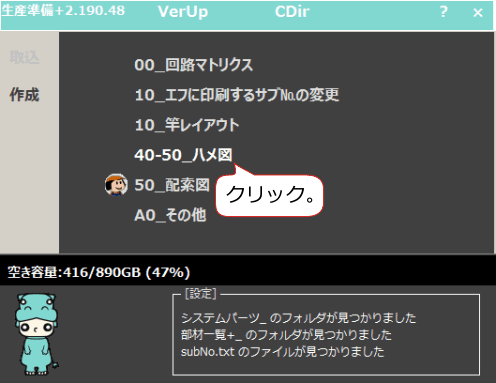 生産準備+2.190.48 VerUp CDir ? ×
取込
作成
00_回路マトリクス
10_エフに印刷するサブ№の変更
10_竿レイアウト
40-50_ハメ図
50_配索図
A0_その他
クリック。
空き容量:416/890GB (47%)
[設定]
システムパーツ_ のフォルダが見つかりました
部材一覧+_ のフォルダが見つかりました
subNo.txt のファイルが見つかりました